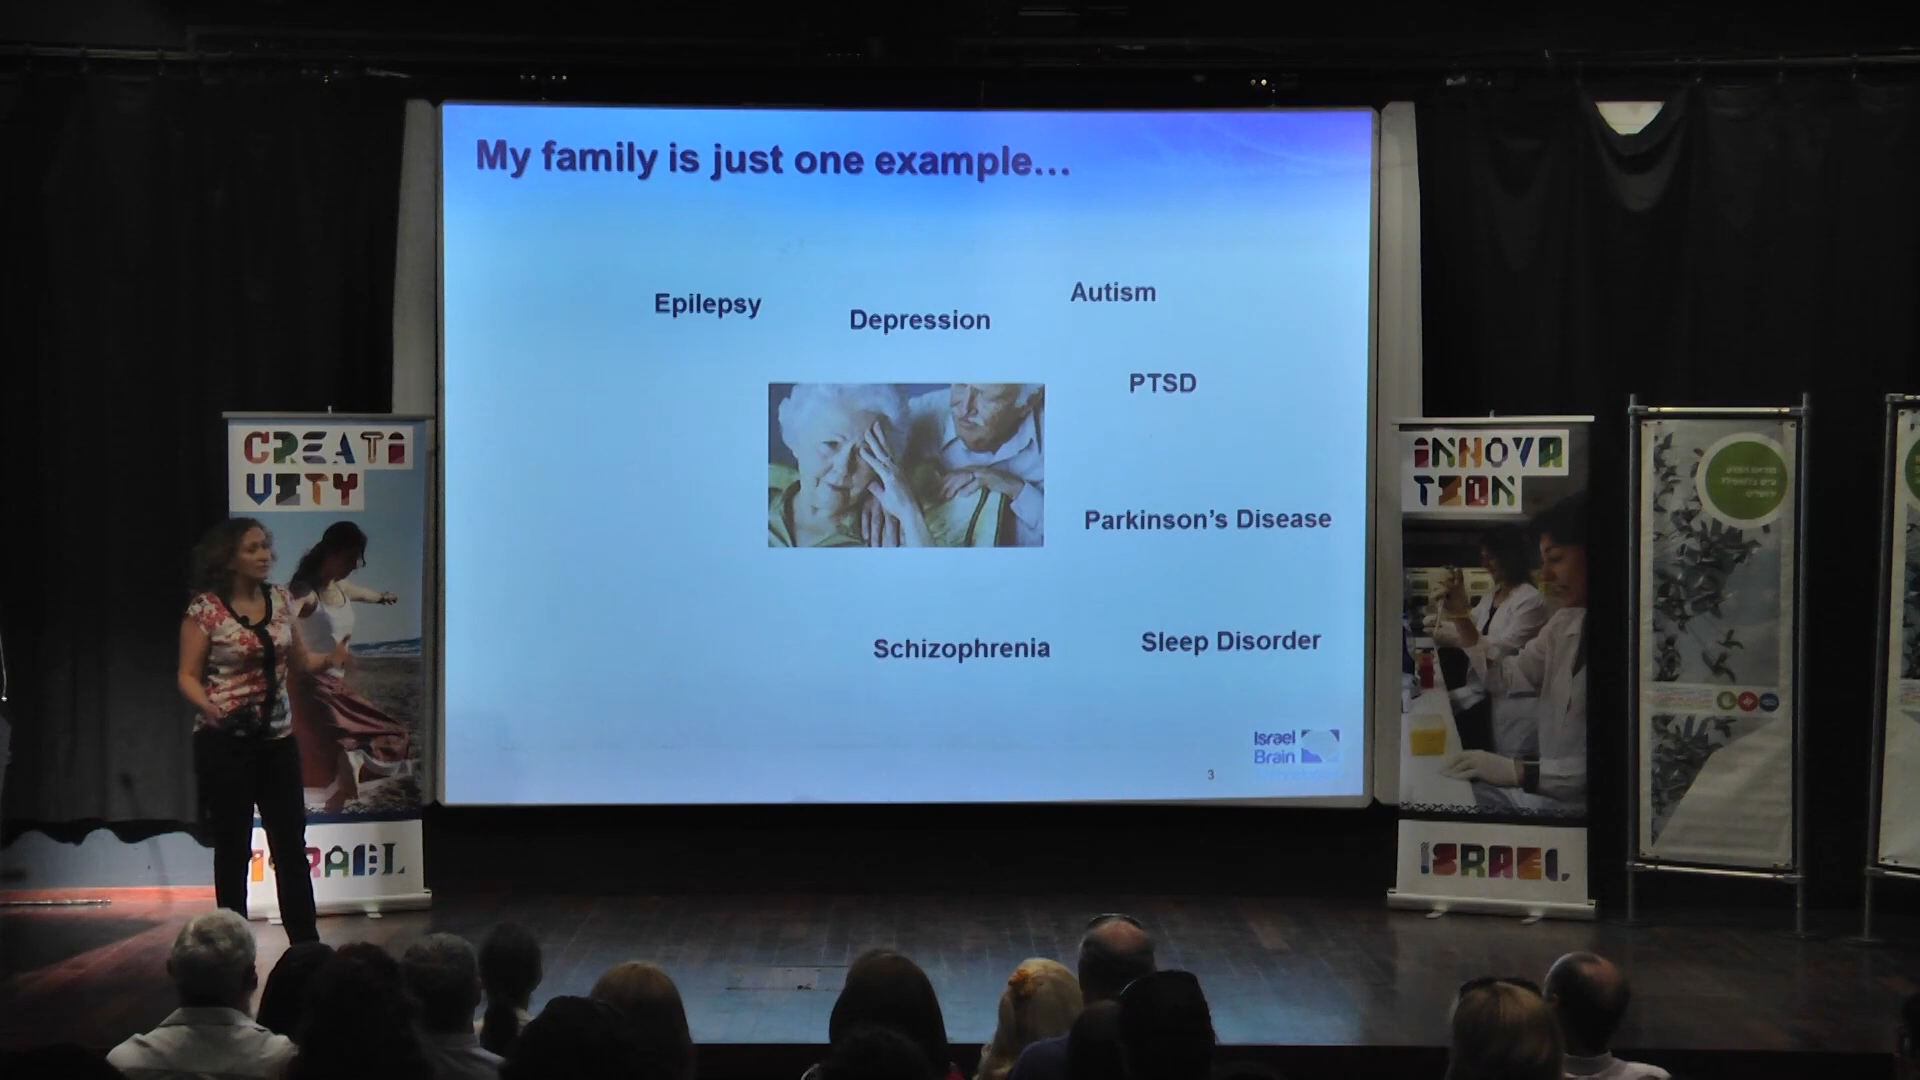 My family is just one example…
Epilepsy
Depression
Autism
PTSD
Parkinson's Disease
Schizophrenia
Sleep Disorder
3
Israel
Brain
CREATI
VITY
ISRAEL
INNOVA
TION
ISRAEL